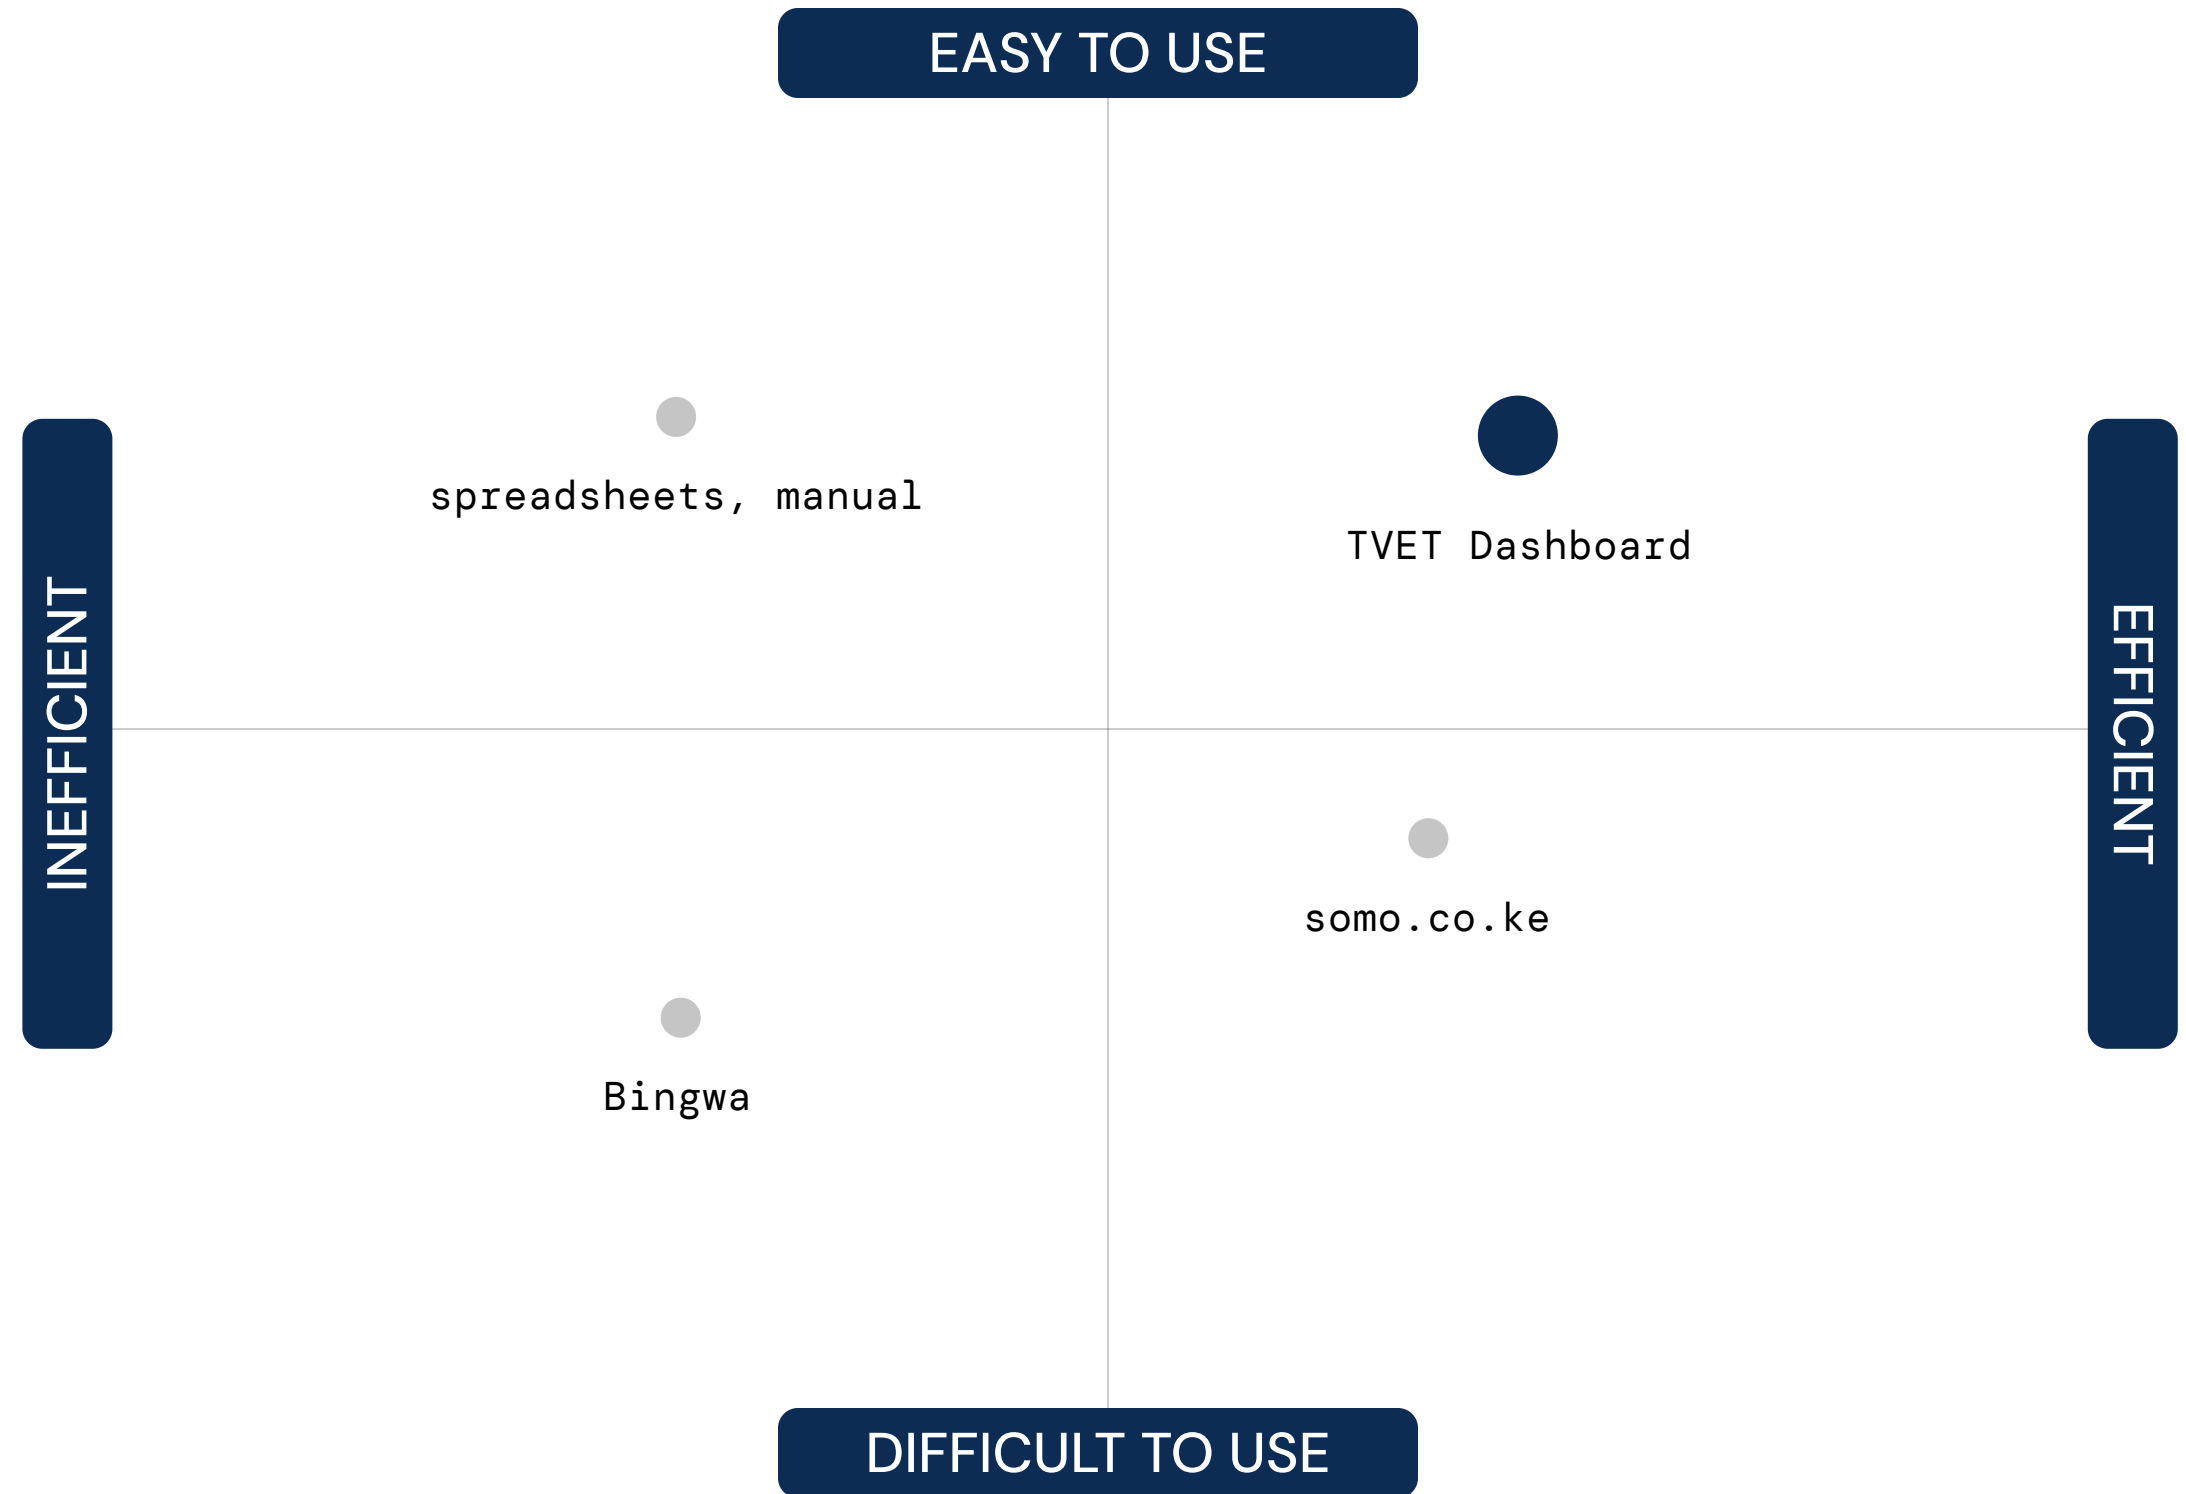 EASY TO USE
spreadsheets, manual
TVET Dashboard
INEFFICIENT
EFFICIENT
somo.co.ke
Bingwa
DIFFICULT TO USE